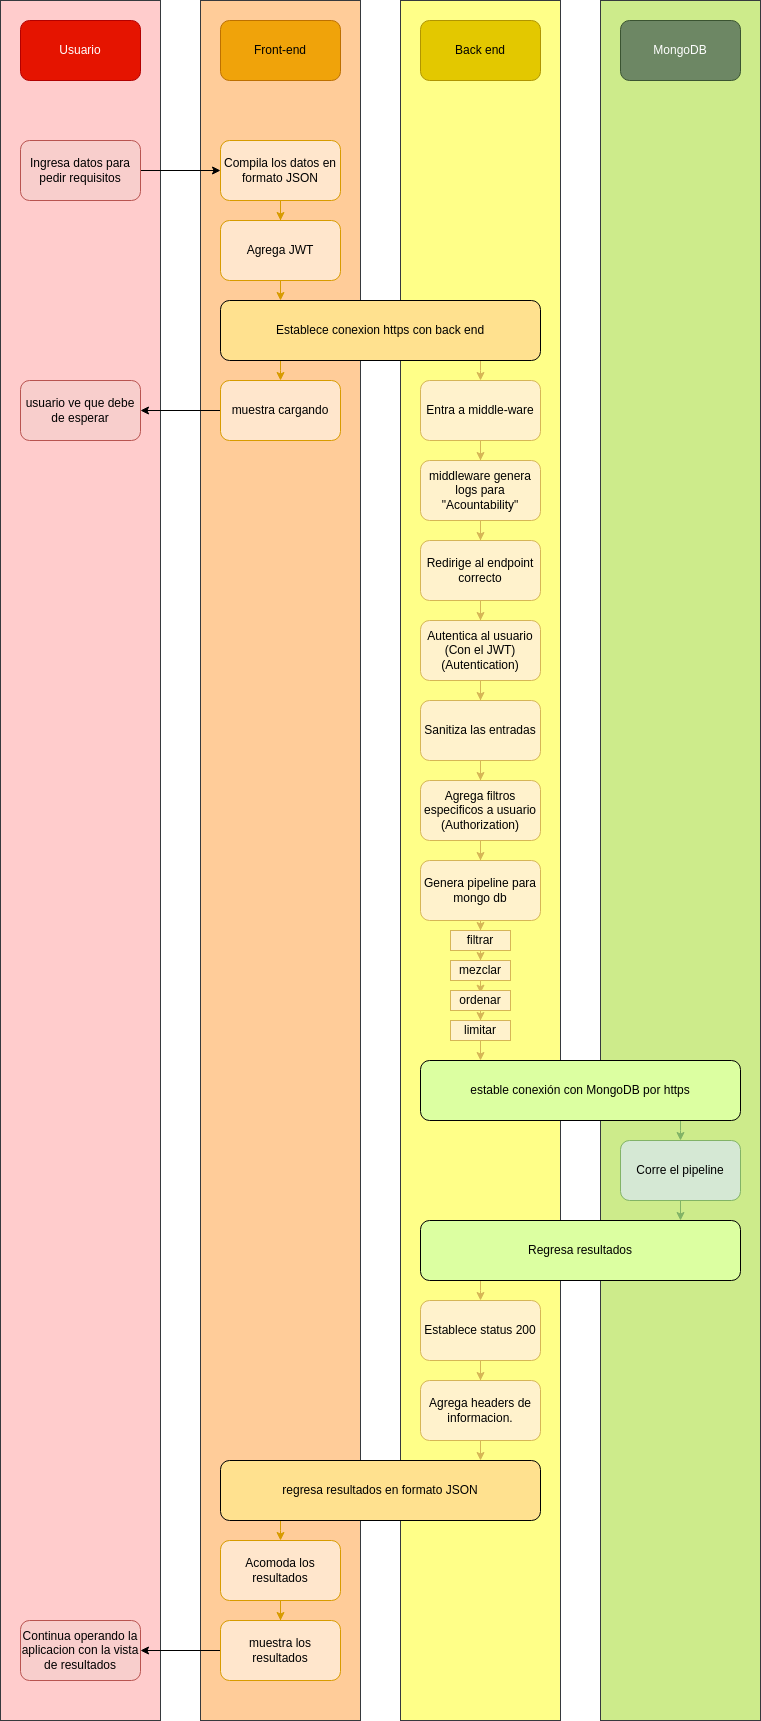 Usuario
Front-end
Back end
MongoDB
Ingresa datos para
pedir requisitos
Compila los datos en
formato JSON
Agrega JWT
Establece conexion https con back end
usuario ve que debe
de esperar
muestra cargando
Entra a middle-ware
middleware genera
logs para
"Acountability"
Redirige al endpoint
correcto
Autentica al usuario
(Con el JWT)
(Autentication)
Sanitiza las entradas
Agrega filtros
especificos a usuario
(Authorization)
Genera pipeline para
mongo db
filtrar
mezclar
ordenar
limitar
estable conexión con MongoDB por https
Corre el pipeline
Regresa resultados
Establece status 200
Agrega headers de
informacion.
regresa resultados en formato JSON
Acomoda los
resultados
Continua operando la
aplicacion con la vista
de resultados
muestra los
resultados